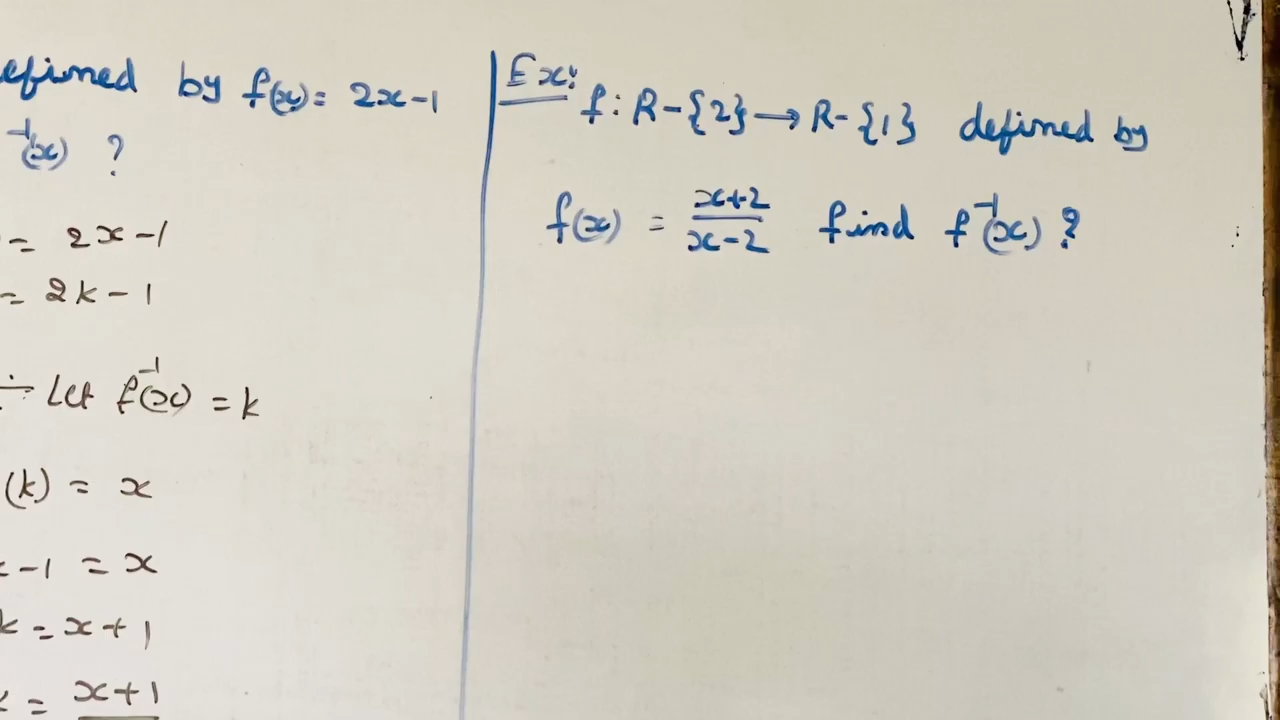 efined by f(x) = 2x-1
f⁻¹(x) ?
= 2x-1
= 2k-1
Let f⁻¹(x) = k
(k) = x
-1 = x
k = x+1
= x+1
Ex: f: R-{2}→R-{1} defined by
f(x) = x+2/x-2 find f⁻¹(x) ?